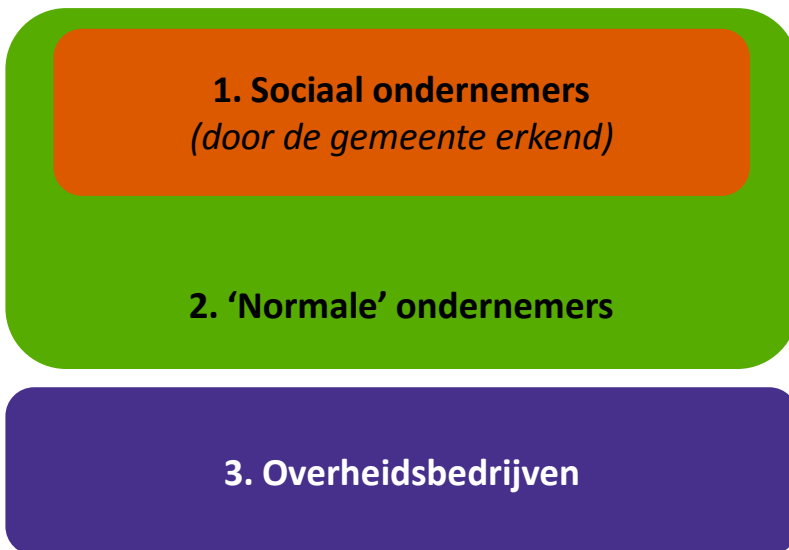 1. Sociaal ondernemers
(door de gemeente erkend)
2. ‘Normale’ ondernemers
3. Overheidsbedrijven